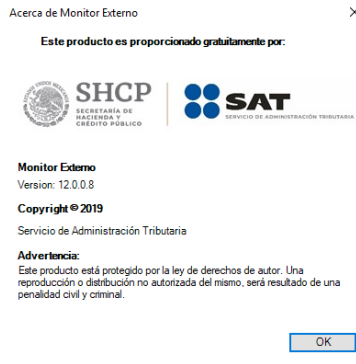 Acerca de Monitor Externo
Este producto es proporcionado gratuitamente por:
SHCP
SECRETARÍA DE
HACIENDA Y
CRÉDITO PÚBLICO
SAT
SERVICIO DE ADMINISTRACIÓN TRIBUTARIA
Monitor Externo
Version: 12.0.0.8
Copyright © 2019
Servicio de Administración Tributaria
Advertencia:
Este producto está protegido por la ley de derechos de autor. Una
reproducción o distribución no autorizada del mismo, será resultado de una
penalidad civil y criminal.
OK